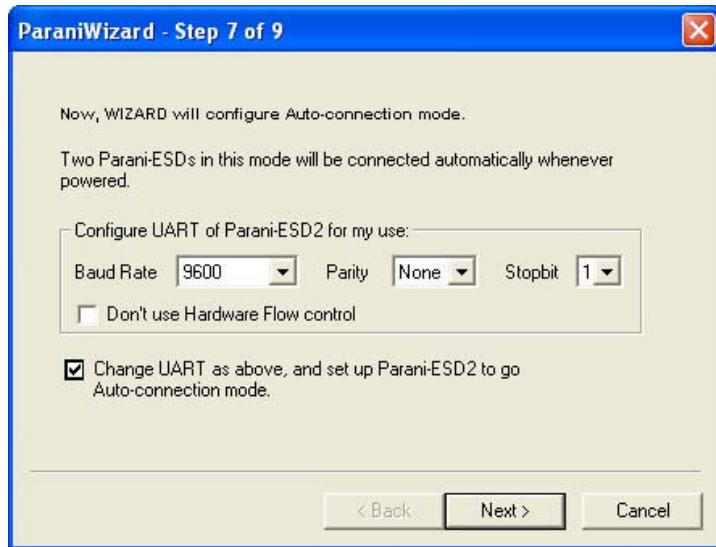 ParaniWizard - Step 7 of 9
Now, WIZARD will configure Auto-connection mode.
Two Parani-ESDs in this mode will be connected automatically whenever
powered.
Configure UART of Parani-ESD2 for my use:
Baud Rate 9600 Parity None Stopbit 1
Don't use Hardware Flow control
Change UART as above, and set up Parani-ESD2 to go
Auto-connection mode.
< Back Next > Cancel